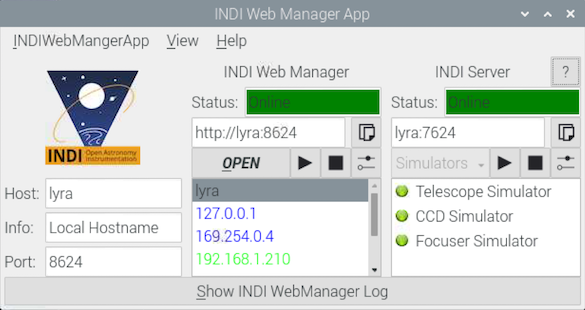 INDI Web Manager App
INDIWebMangerApp View Help
INDI Web Manager
INDI Server
?
Status: Online
Status: Online
http://lyra:8624
lyra:7624
OPEN
Simulators
INDI Open Astronomy Instrumentation
Host: lyra
Info: Local Hostname
Port: 8624
lyra
127.0.0.1
169.254.0.4
192.168.1.210
Telescope Simulator
CCD Simulator
Focuser Simulator
Show INDI WebManager Log